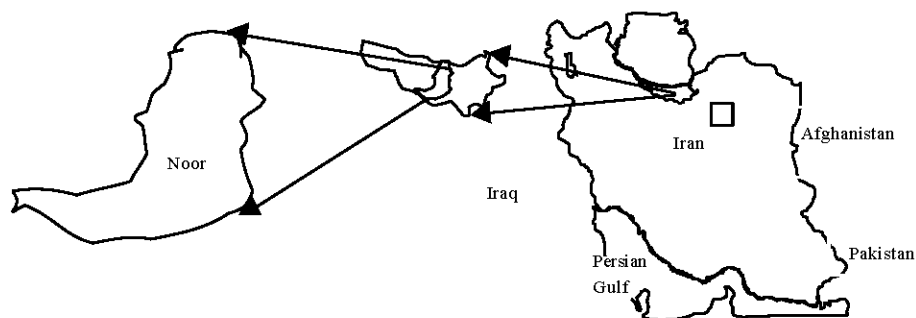 Noor
Iraq
Iran
Afghanistan
Persian
Gulf
Pakistan